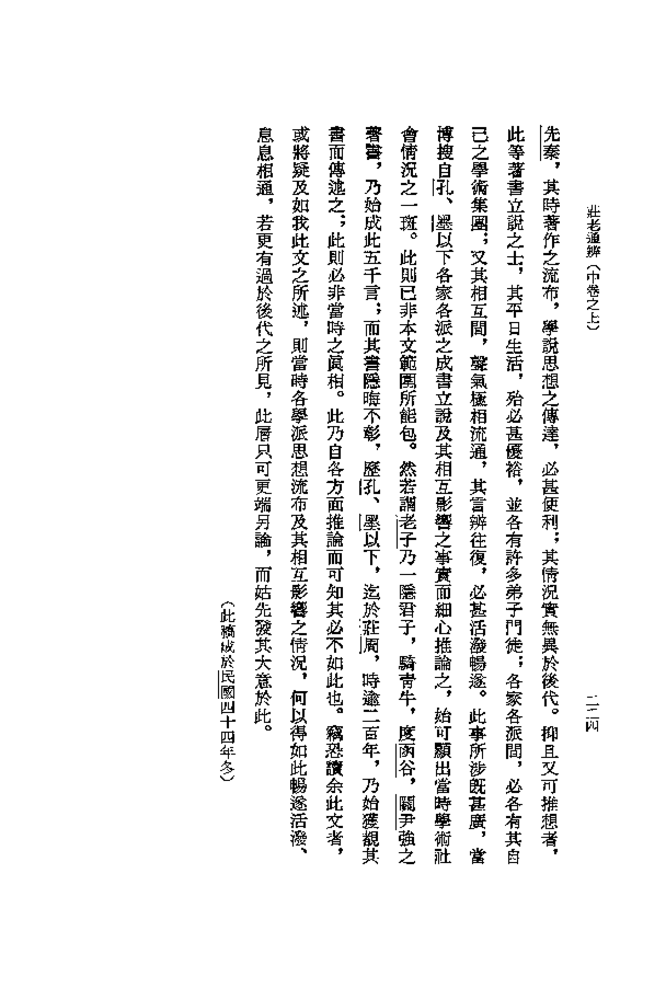 莊老通辨（中卷之上）
二二四
先秦，其時著作之流布，學說思想之傳達，必甚便利；其情況實無異於後代。抑且又可推想者，
此等著書立說之士，其平日生活，殆必甚優裕，並各有許多弟子門徒；各家各派間，必各有其自
己之學術集團；又其相互間，聲氣極相流通，其言辨往復，必甚活潑暢遂。此事所涉既甚廣，當
博搜自孔、墨以下各家各派之成書立說及其相互影響之事實而細心推論之，始可顯出當時學術社
會情況之一斑。此則已非本文範圍所能包。然若謂老子乃一隱君子，騎青牛，度函谷，關尹強之
著書，乃始成此五千言；而其書隱晦不彰，歷孔、墨以下，迄於莊周，時逾二百年，乃始獲覩其
書而傳述之；此則必非當時之眞相。此乃自各方面推論而可知其必不如此也。竊恐讀余此文者，
或將疑及如我此文之所述，則當時各學派思想流布及其相互影響之情況，何以得如此暢遂活潑、
息息相通，若更有過於後代之所見，此層只可更端另論，而姑先發其大意於此。
（此稿成於民國四十四年冬）